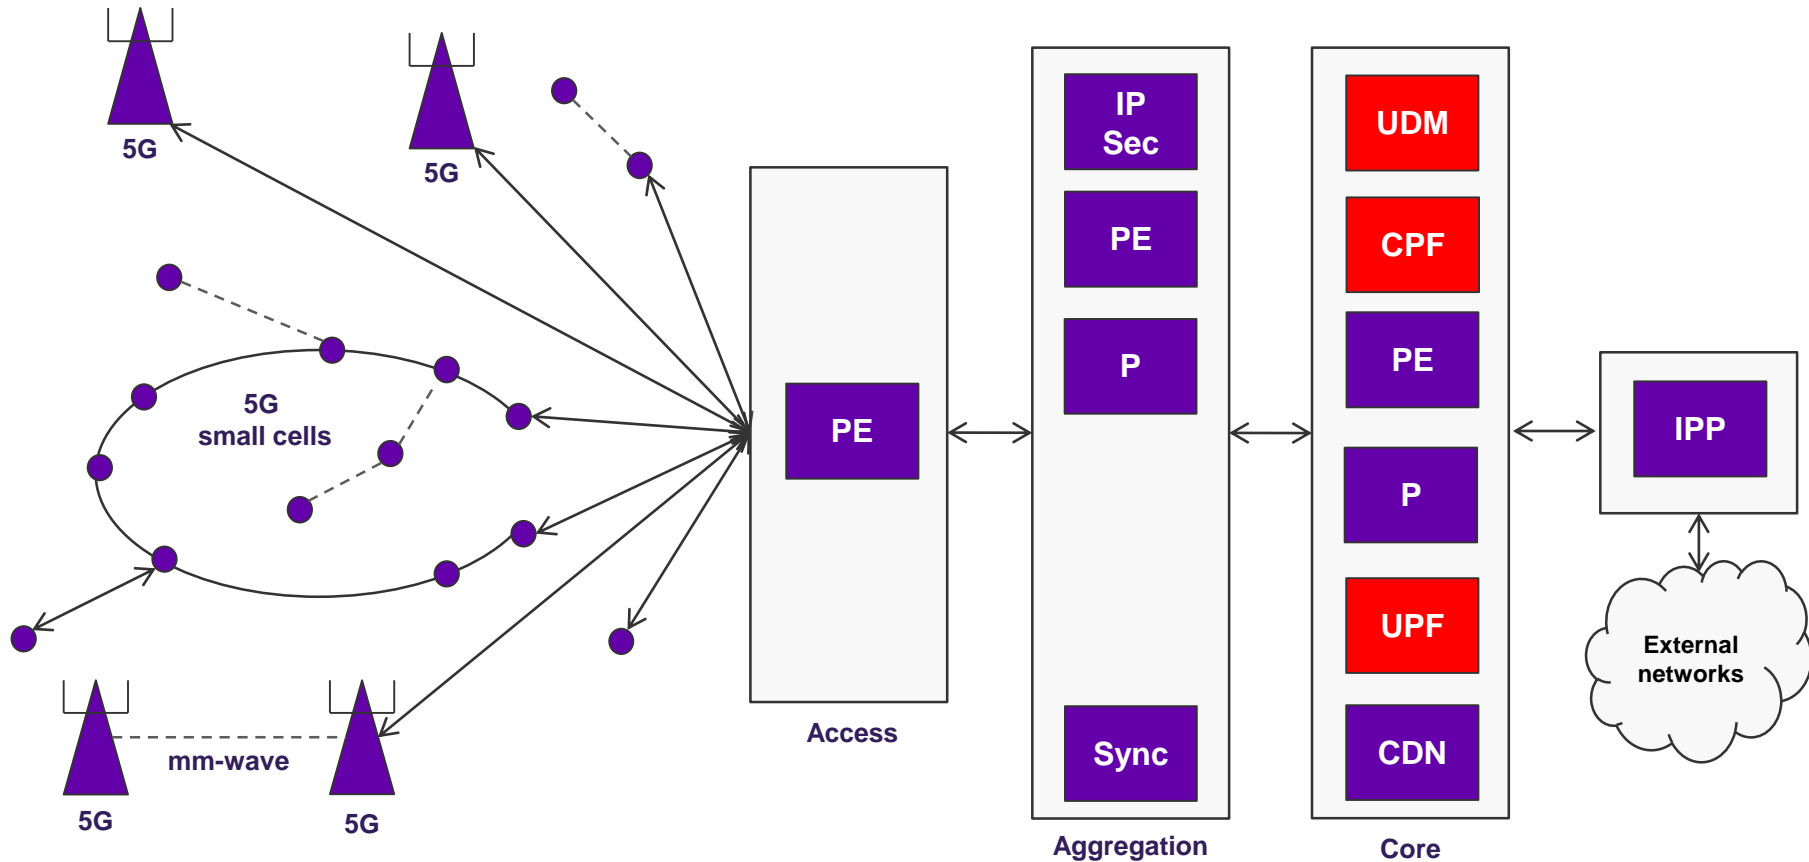 5G
5G
5G
small cells
mm-wave
5G
5G
PE
Access
IP
Sec
PE
P
Sync
Aggregation
UDM
CPF
PE
P
UPF
CDN
Core
IPP
External
networks